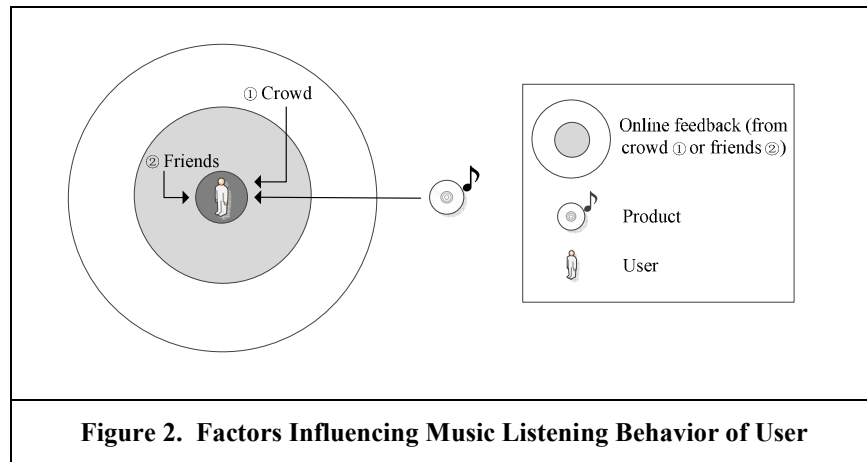 ① Crowd
② Friends
Online feedback (from
crowd ① or friends ②)
Product
User
Figure 2. Factors Influencing Music Listening Behavior of User